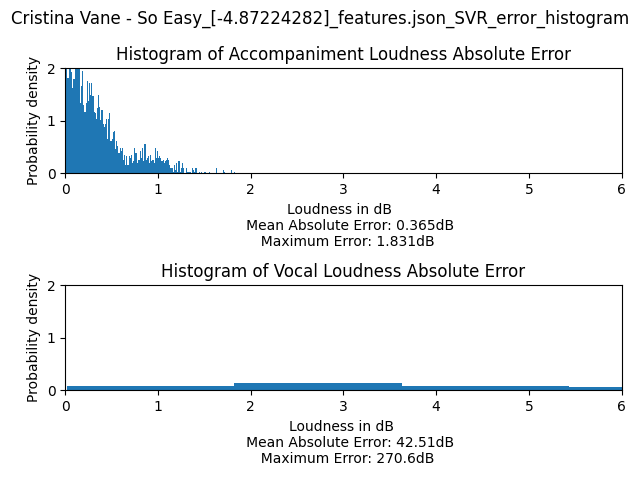 Cristina Vane - So Easy_[-4.87224282]_features.json_SVR_error_histogram
Histogram of Accompaniment Loudness Absolute Error
Probability density
2
1
0
0 1 2 3 4 5 6
Loudness in dB
Mean Absolute Error: 0.365dB
Maximum Error: 1.831dB
Histogram of Vocal Loudness Absolute Error
Probability density
2
1
0
0 1 2 3 4 5 6
Loudness in dB
Mean Absolute Error: 42.51dB
Maximum Error: 270.6dB